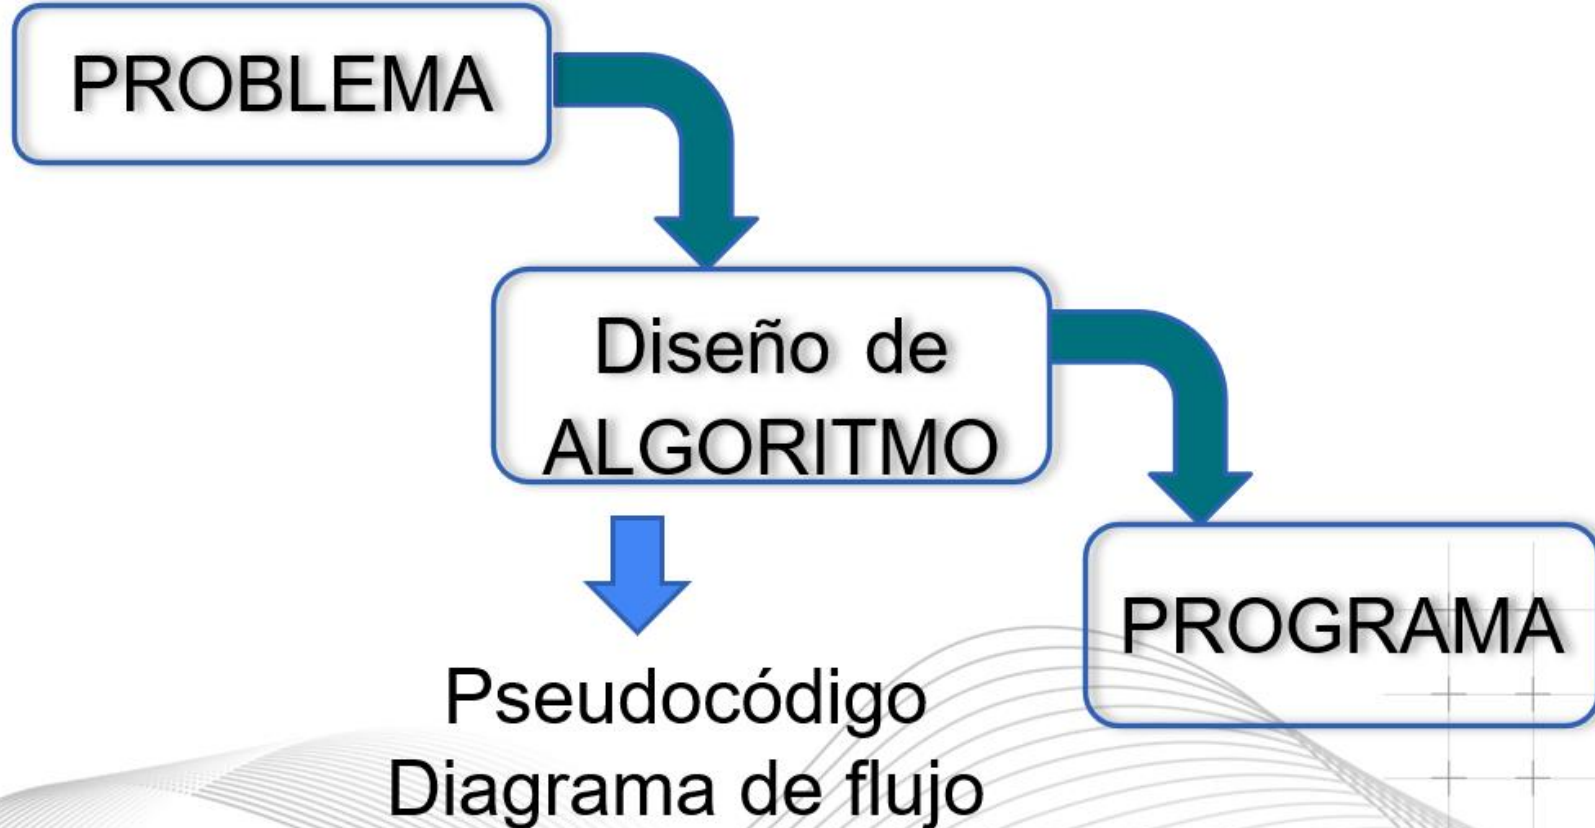 PROBLEMA
Diseño de
ALGORITMO
PROGRAMA
Pseudocódigo
Diagrama de flujo